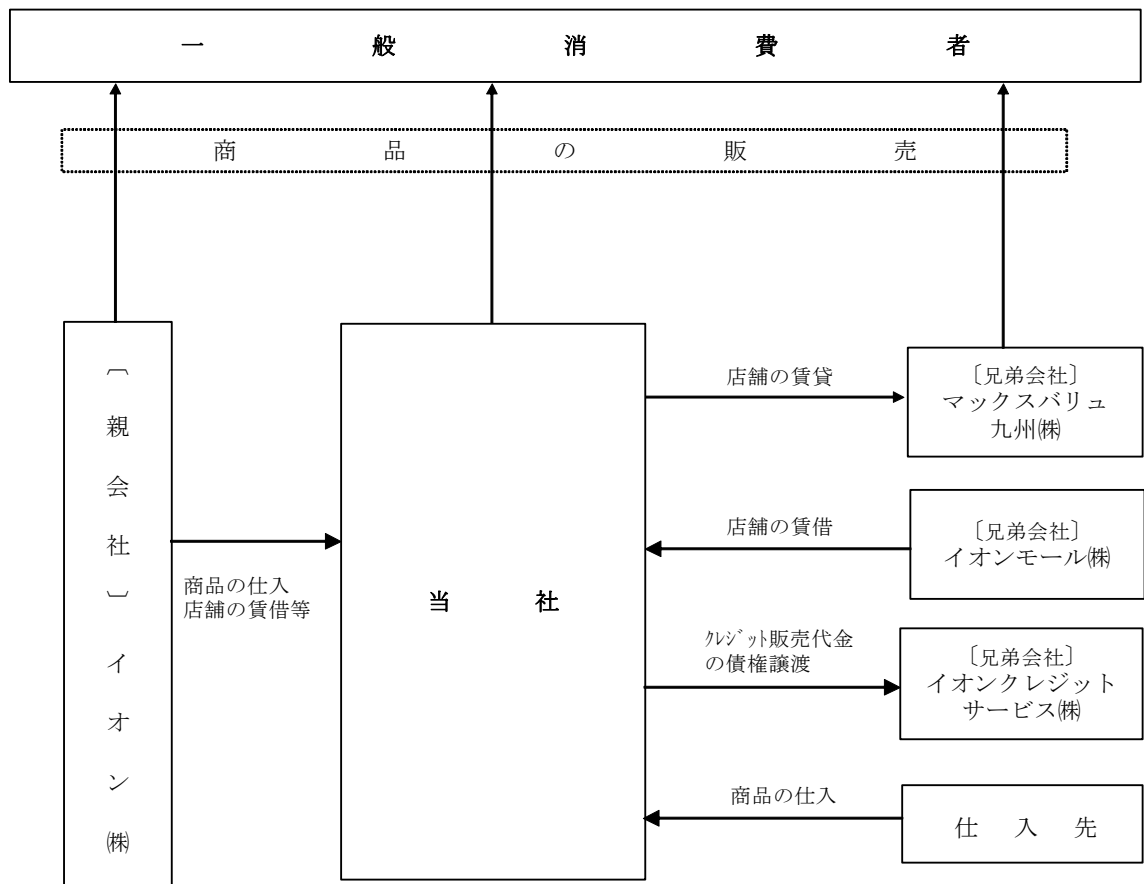 一般消費者
商品の販売
〔親会社〕イオン㈱
商品の仕入
店舗の賃借等
当社
店舗の賃貸
〔兄弟会社〕
マックスバリュ
九州㈱
店舗の賃借
〔兄弟会社〕
イオンモール㈱
ｸﾚｼﾞｯﾄ販売代金
の債権譲渡
〔兄弟会社〕
イオンクレジット
サービス㈱
商品の仕入
仕入先